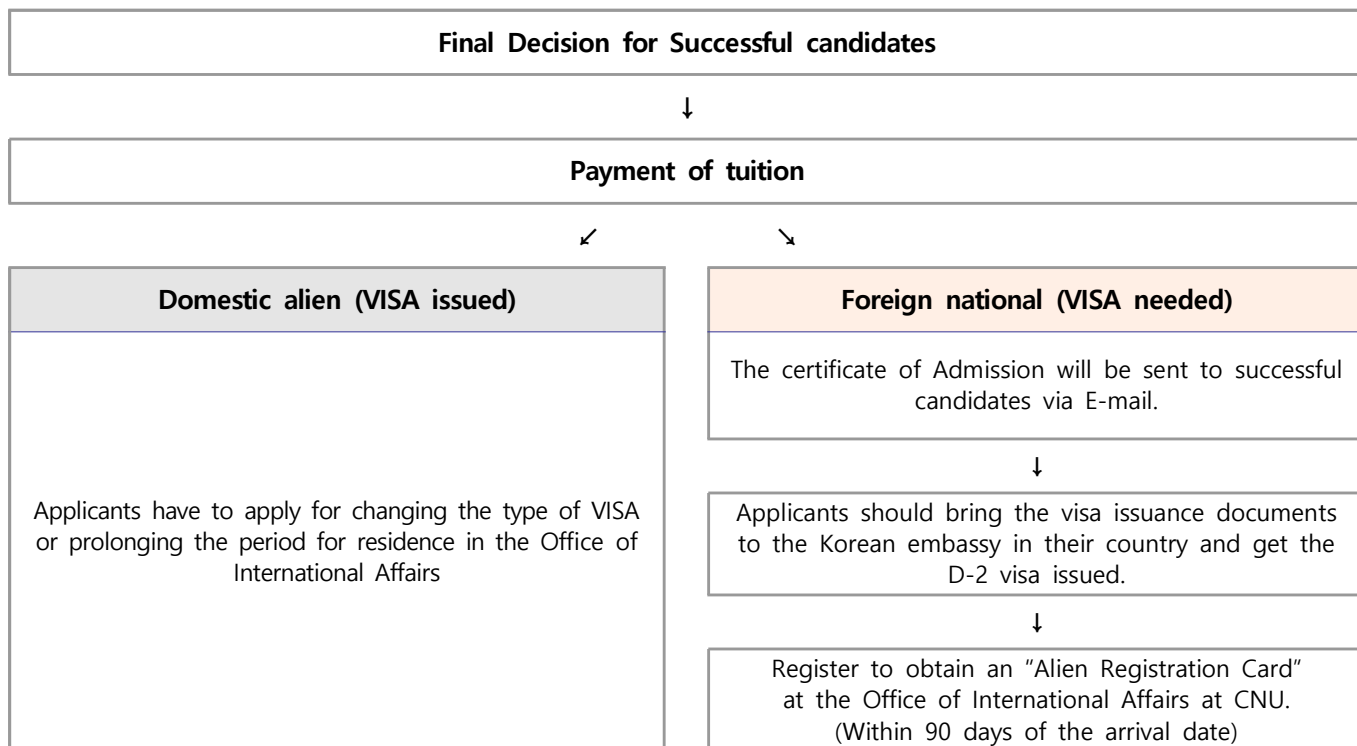 Final Decision for Successful candidates
↓
Payment of tuition
↙ ↘
Domestic alien (VISA issued)
Applicants have to apply for changing the type of VISA
or prolonging the period for residence in the Office of
International Affairs
Foreign national (VISA needed)
The certificate of Admission will be sent to successful
candidates via E-mail.
↓
Applicants should bring the visa issuance documents
to the Korean embassy in their country and get the
D-2 visa issued.
↓
Register to obtain an "Alien Registration Card"
at the Office of International Affairs at CNU.
(Within 90 days of the arrival date)